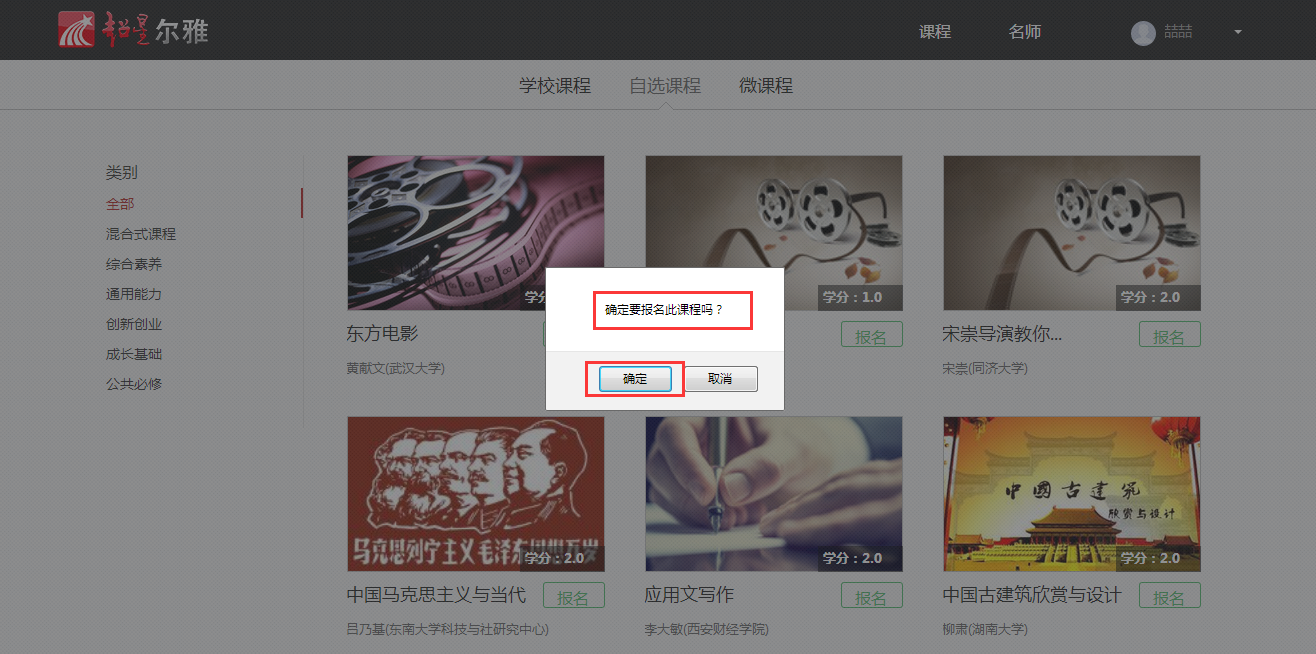 超星尔雅
课程
名师
喆喆
学校课程
自选课程
微课程
类别
全部
混合式课程
综合素养
通用能力
创新创业
成长基础
公共必修
学分
学分：1.0
学分：2.0
东方电影
报名
宋崇导演教你...
报名
黄献文(武汉大学)
宋崇(同济大学)
确定要报名此课程吗？
确定
取消
马克思列宁主义毛泽东思想万岁
学分：2.0
学分：2.0
中國古建筑
欣赏与设计
学分：2.0
中国马克思主义与当代
报名
应用文写作
报名
中国古建筑欣赏与设计
报名
吕乃基(东南大学科技与社研究中心)
李大敏(西安财经学院)
柳肃(湖南大学)